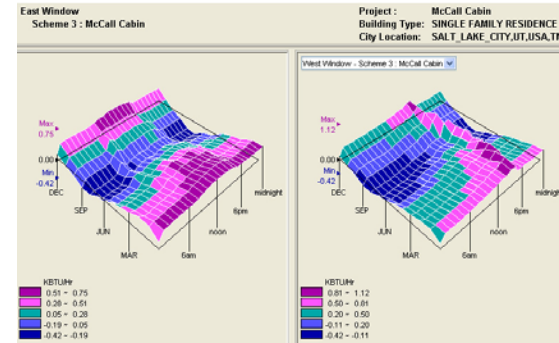 East Window
Scheme 3 : McCall Cabin
Project : McCall Cabin
Building Type: SINGLE FAMILY RESIDENCE
City Location: SALT_LAKE_CITY,UT,USA,TM
West Window - Scheme 3 : McCall Cabin
Max
0.75
0.00
Min
-0.42
DEC
SEP
JUN
MAR
6am
noon
6pm
midnight
KBTU/Hr
0.51 - 0.75
0.28 - 0.51
0.05 - 0.28
-0.19 - 0.05
-0.42 - -0.19
Max
1.12
0.00
Min
-0.42
DEC
SEP
JUN
MAR
6am
noon
6pm
midnight
KBTU/Hr
0.81 - 1.12
0.50 - 0.81
0.20 - 0.50
-0.11 - 0.20
-0.42 - -0.11